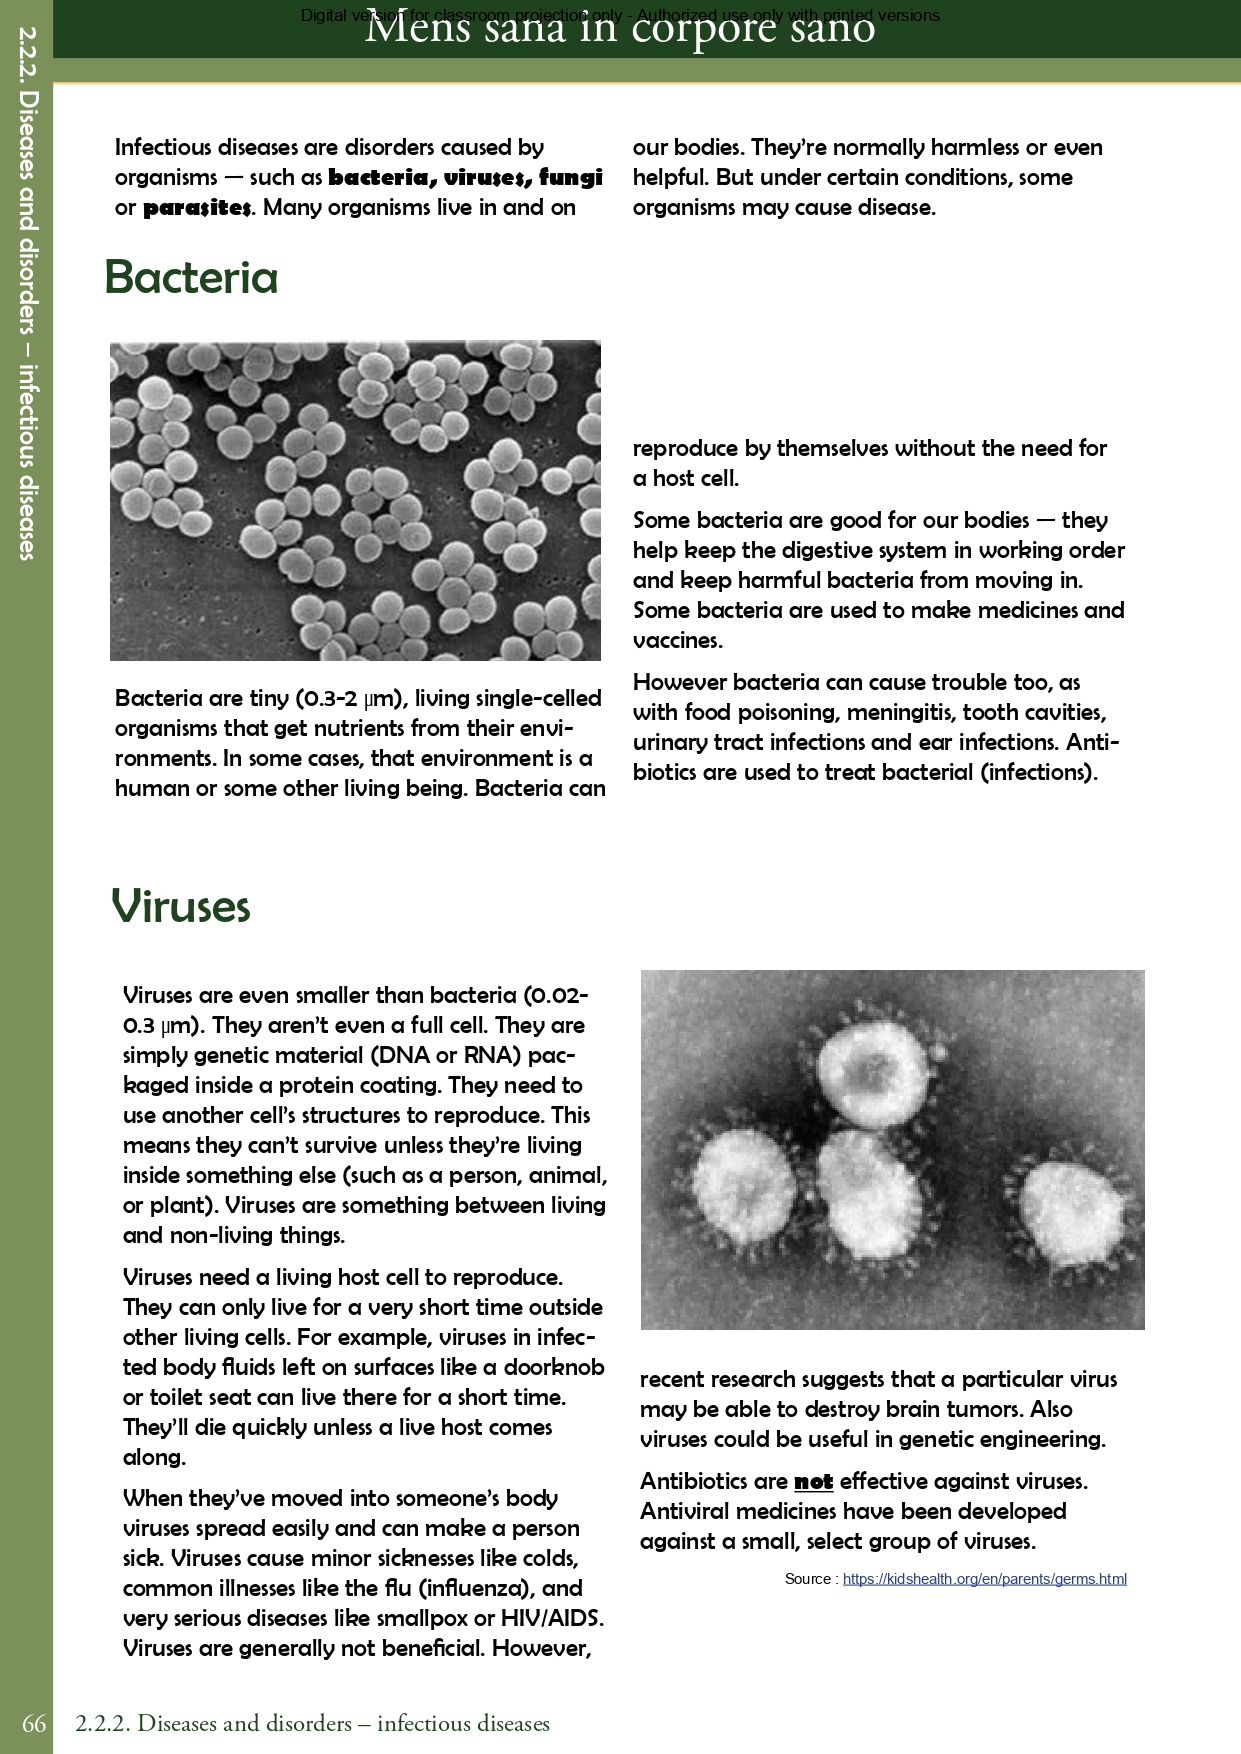 Digital version for classroom projection only - Authorized use only with printed versions
Mens sana in corpore sano
2.2.2. Diseases and disorders – infectious diseases
Infectious diseases are disorders caused by
organisms — such as bacteria, viruses, fungi
or parasites. Many organisms live in and on
our bodies. They’re normally harmless or even
helpful. But under certain conditions, some
organisms may cause disease.
Bacteria
Bacteria are tiny (0.3-2 µm), living single-celled
organisms that get nutrients from their envi-
ronments. In some cases, that environment is a
human or some other living being. Bacteria can
reproduce by themselves without the need for
a host cell.
Some bacteria are good for our bodies — they
help keep the digestive system in working order
and keep harmful bacteria from moving in.
Some bacteria are used to make medicines and
vaccines.
However bacteria can cause trouble too, as
with food poisoning, meningitis, tooth cavities,
urinary tract infections and ear infections. Anti-
biotics are used to treat bacterial (infections).
Viruses
Viruses are even smaller than bacteria (0.02-
0.3 µm). They aren’t even a full cell. They are
simply genetic material (DNA or RNA) pac-
kaged inside a protein coating. They need to
use another cell’s structures to reproduce. This
means they can’t survive unless they’re living
inside something else (such as a person, animal,
or plant). Viruses are something between living
and non-living things.
Viruses need a living host cell to reproduce.
They can only live for a very short time outside
other living cells. For example, viruses in infec-
ted body fluids left on surfaces like a doorknob
or toilet seat can live there for a short time.
They’ll die quickly unless a live host comes
along.
When they’ve moved into someone’s body
viruses spread easily and can make a person
sick. Viruses cause minor sicknesses like colds,
common illnesses like the flu (influenza), and
very serious diseases like smallpox or HIV/AIDS.
Viruses are generally not beneficial. However,
recent research suggests that a particular virus
may be able to destroy brain tumors. Also
viruses could be useful in genetic engineering.
Antibiotics are not effective against viruses.
Antiviral medicines have been developed
against a small, select group of viruses.
Source : https://kidshealth.org/en/parents/germs.html
66 2.2.2. Diseases and disorders – infectious diseases